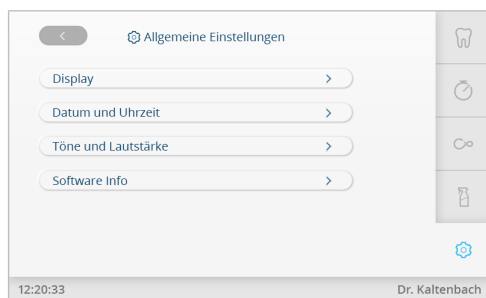 Allgemeine Einstellungen
Display
Datum und Uhrzeit
Töne und Lautstärke
Software Info
12:20:33 Dr. Kaltenbach